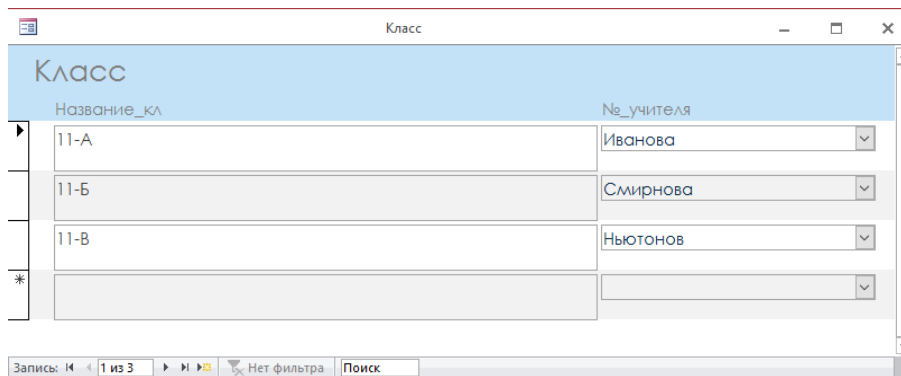 Класс
Класс
Название_кл №_учителя
11-А Иванова
11-Б Смирнова
11-В Ньютонов
Запись: 1 из 3 Нет фильтра Поиск